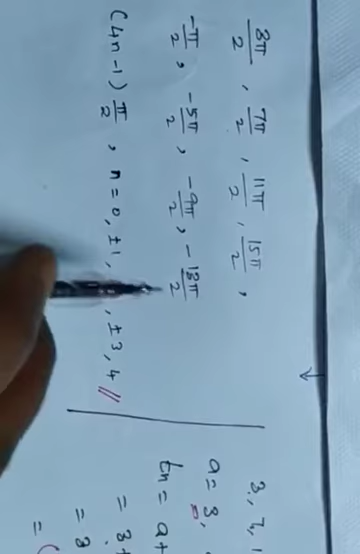 3π/2, 7π/2, 11π/2, 15π/2,
-π/2, -5π/2, -9π/2, -13π/2
(4n-1) π/2, n = 0, ±1, , ±3, 4 //
3, 7, 1
a = 3,
tn = a +
= 3 +
= 3
= (